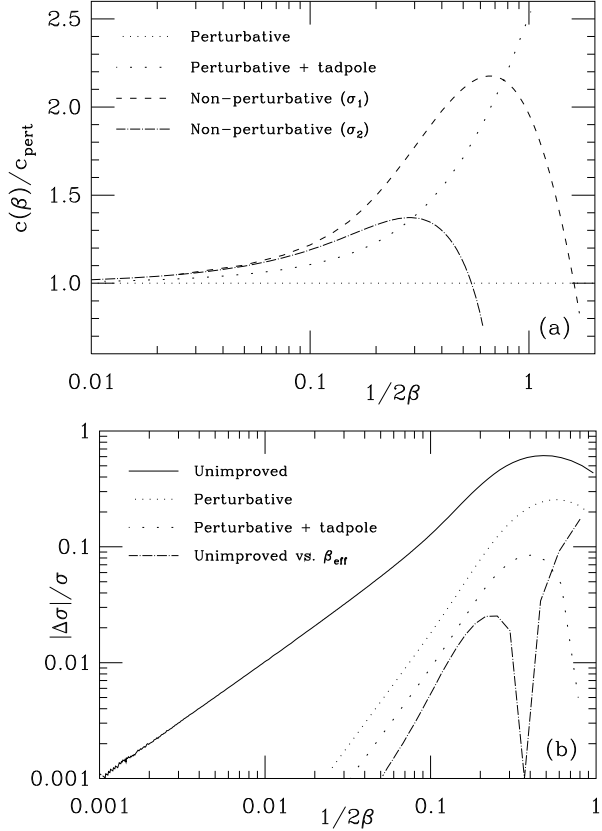 2.5
Perturbative
Perturbative + tadpole
2.0
Non-perturbative (σ₁)
Non-perturbative (σ₂)
c(β)/c_pert
1.5
1.0
(a)
0.01
0.1
1
1/2β
1
Unimproved
Perturbative
Perturbative + tadpole
0.1
Unimproved vs. β_eff
|Δσ|/σ
0.01
(b)
0.001
0.001
0.01
0.1
1
1/2β